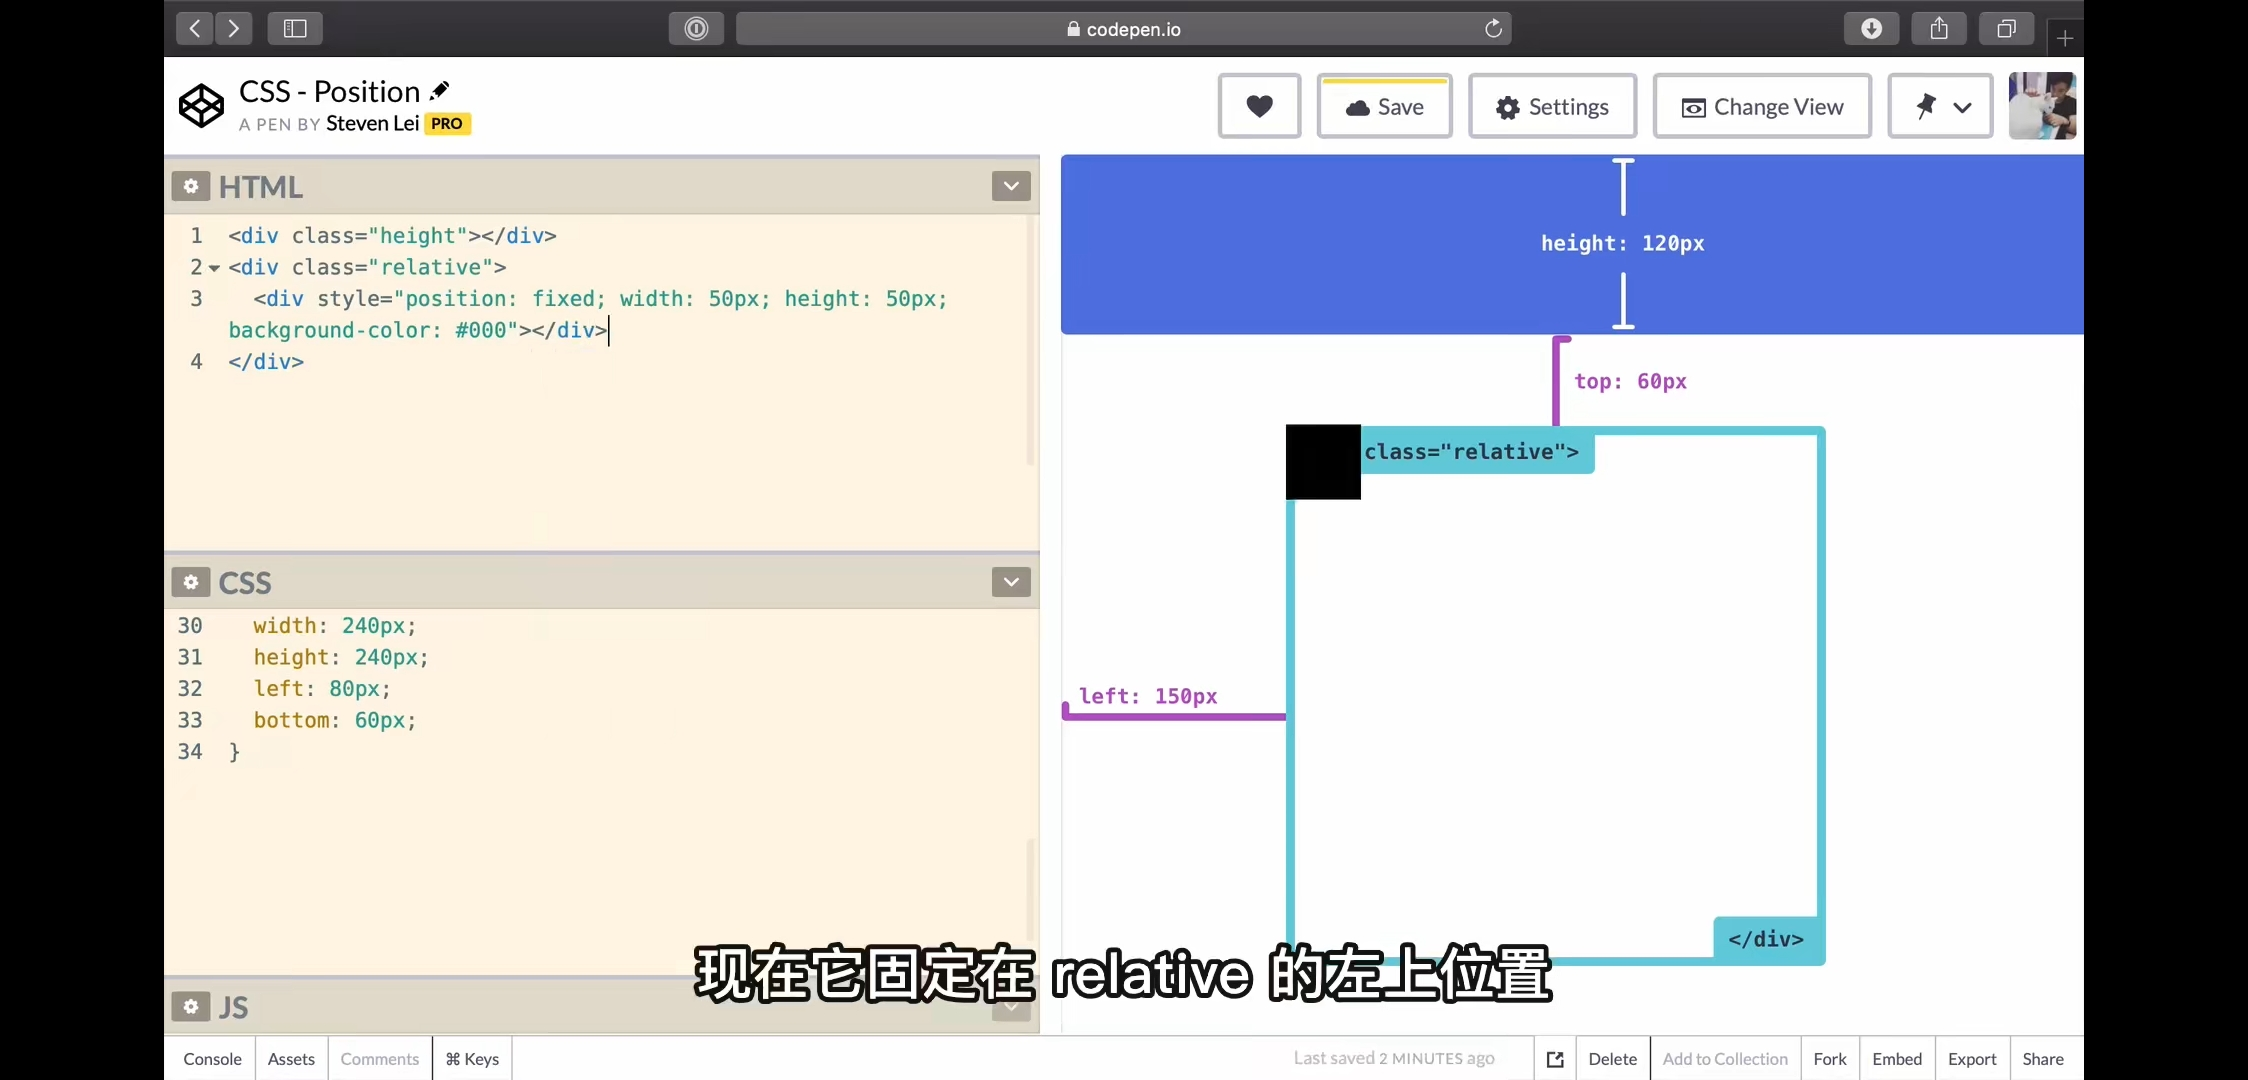 codepen.io
CSS - Position
A PEN BY Steven Lei PRO
Save
Settings
Change View
HTML
1 <div class="height"></div>
2 <div class="relative">
3 <div style="position: fixed; width: 50px; height: 50px;
background-color: #000"></div>
4 </div>
CSS
30 width: 240px;
31 height: 240px;
32 left: 80px;
33 bottom: 60px;
34 }
JS
height: 120px
top: 60px
class="relative">
left: 150px
</div>
现在它固定在 relative 的左上位置
Console
Assets
Comments
⌘ Keys
Last saved 2 MINUTES ago
Delete
Add to Collection
Fork
Embed
Export
Share